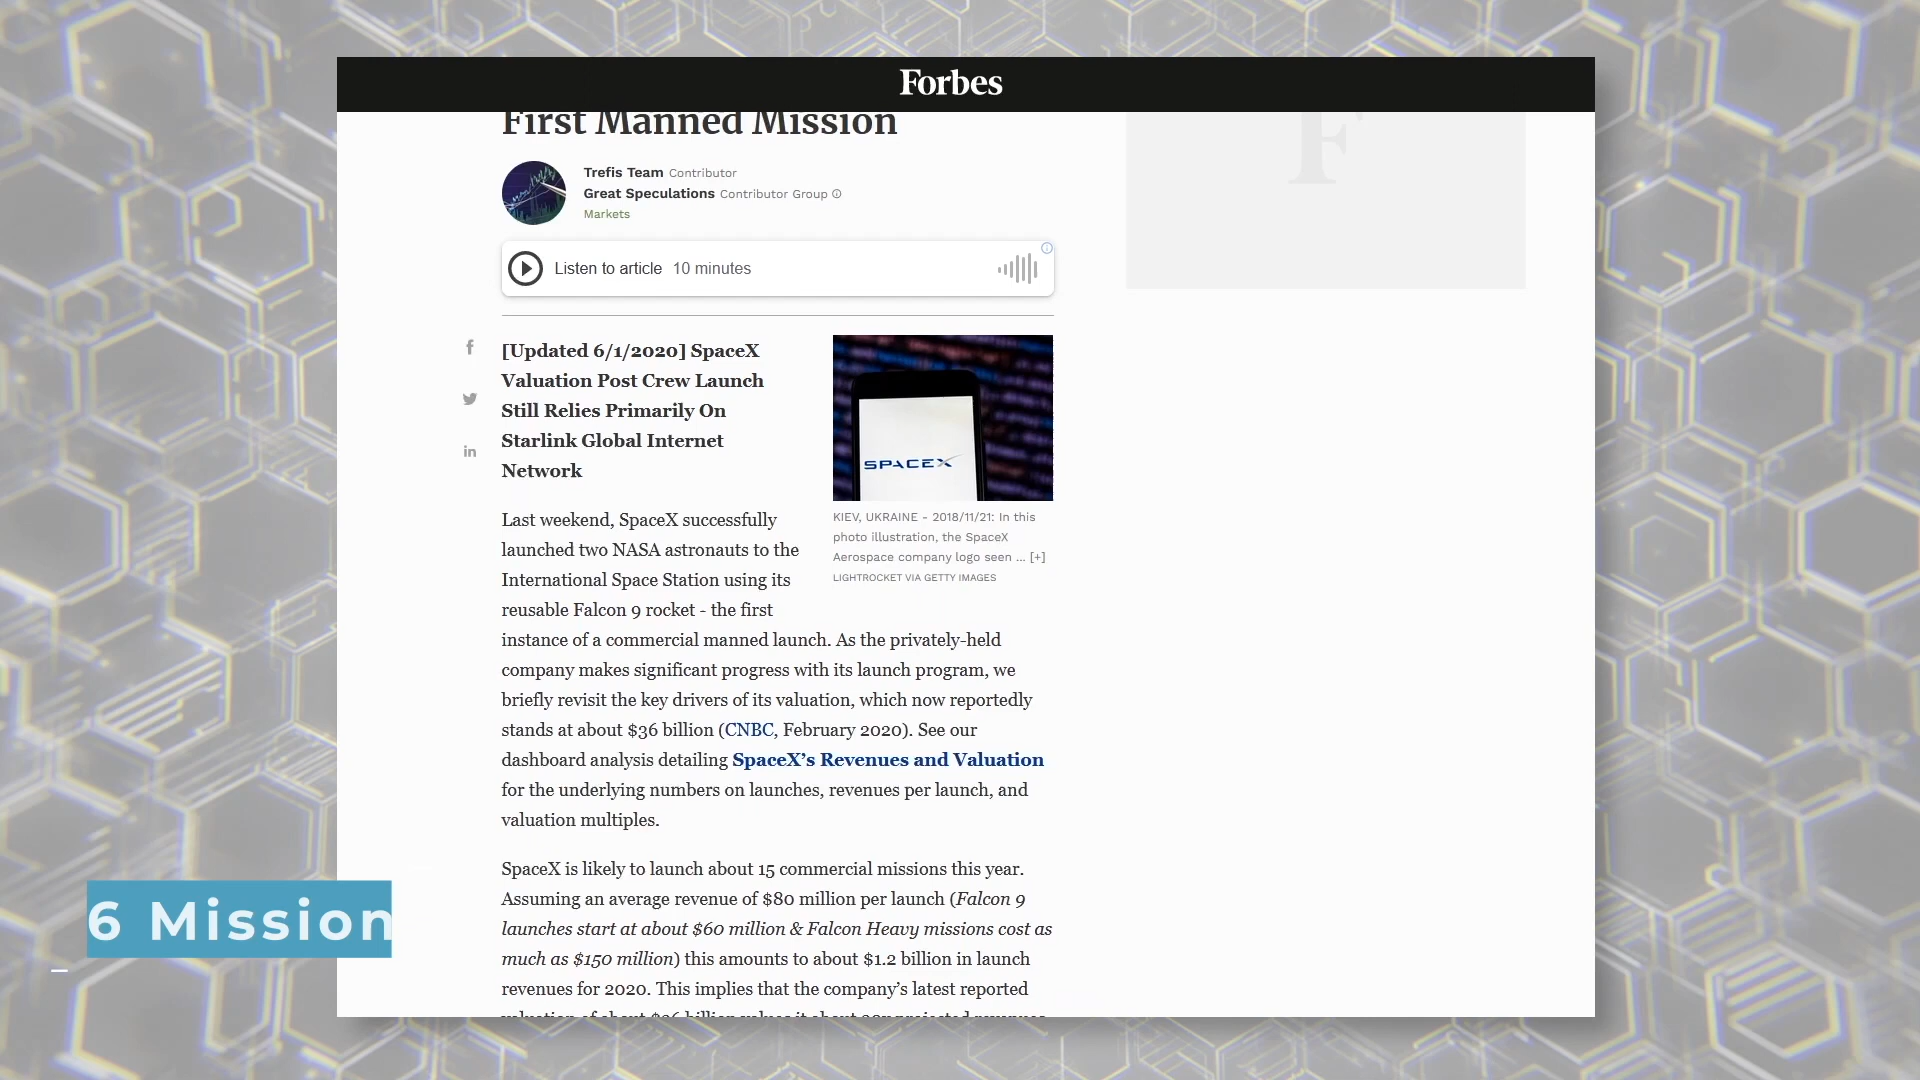 Forbes
First Manned Mission
Trefis Team Contributor
Great Speculations Contributor Group
Markets
Listen to article 10 minutes
[Updated 6/1/2020] SpaceX
Valuation Post Crew Launch
Still Relies Primarily On
Starlink Global Internet
Network
SPACEX
KIEV, UKRAINE - 2018/11/21: In this
photo illustration, the SpaceX
Aerospace company logo seen ... [+]
LIGHTROCKET VIA GETTY IMAGES
Last weekend, SpaceX successfully
launched two NASA astronauts to the
International Space Station using its
reusable Falcon 9 rocket - the first
instance of a commercial manned launch. As the privately-held
company makes significant progress with its launch program, we
briefly revisit the key drivers of its valuation, which now reportedly
stands at about $36 billion (CNBC, February 2020). See our
dashboard analysis detailing SpaceX’s Revenues and Valuation
for the underlying numbers on launches, revenues per launch, and
valuation multiples.
SpaceX is likely to launch about 15 commercial missions this year.
Assuming an average revenue of $80 million per launch (Falcon 9
launches start at about $60 million & Falcon Heavy missions cost as
much as $150 million) this amounts to about $1.2 billion in launch
revenues for 2020. This implies that the company’s latest reported
6 Mission